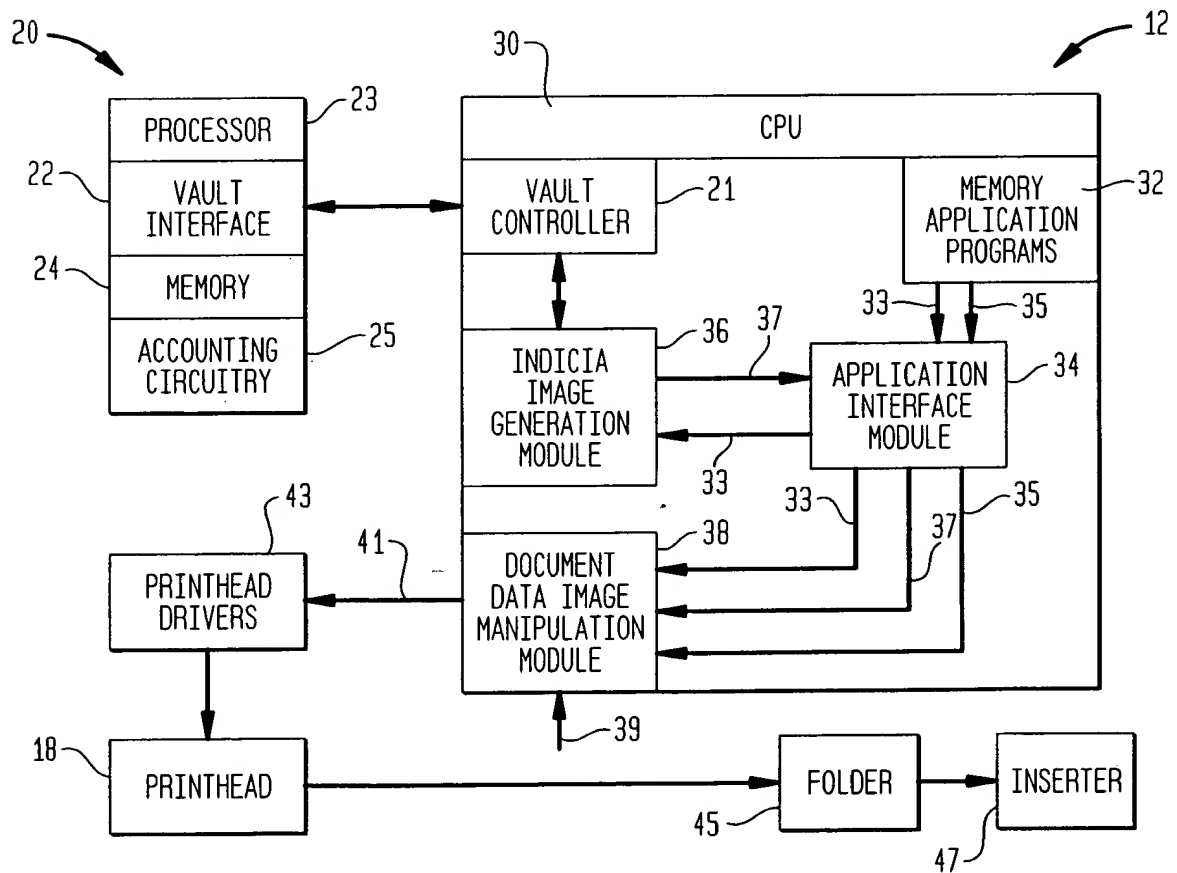 20
12
30
23
PROCESSOR
CPU
22
VAULT
INTERFACE
VAULT
CONTROLLER
21
MEMORY
APPLICATION
PROGRAMS
32
24
MEMORY
33
35
ACCOUNTING
CIRCUITRY
25
INDICIA
IMAGE
GENERATION
MODULE
36
37
APPLICATION
INTERFACE
MODULE
34
33
33
35
37
43
41
38
PRINTHEAD
DRIVERS
DOCUMENT
DATA IMAGE
MANIPULATION
MODULE
39
18
PRINTHEAD
FOLDER
INSERTER
45
47